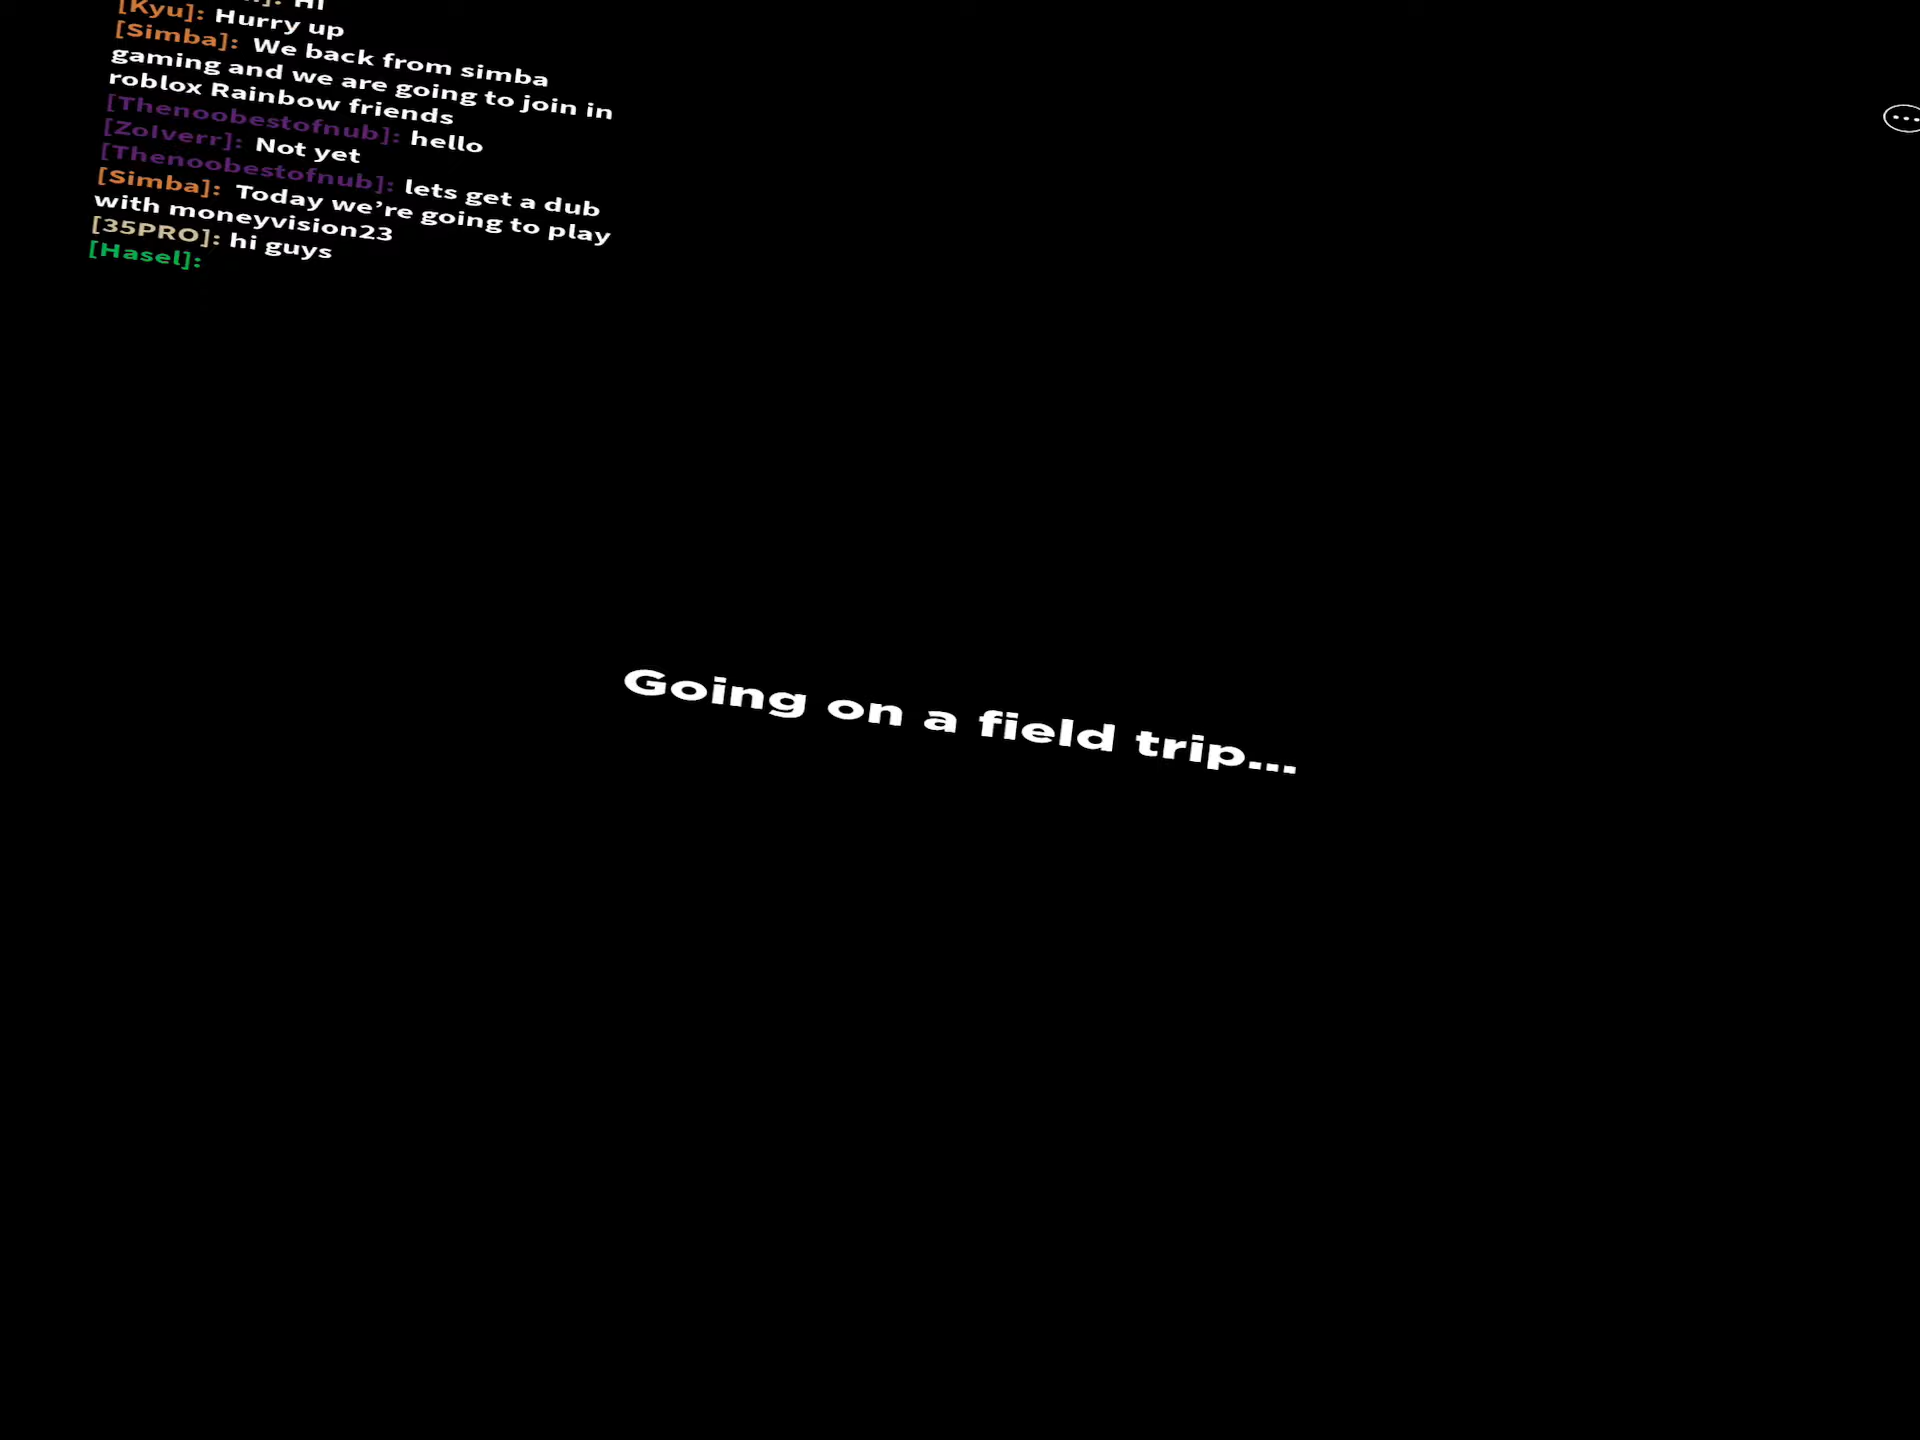 Hi
[Kyu]: Hurry up
[Simba]: We back from simba
gaming and we are going to join in
roblox Rainbow friends
[Thenoobestofnub]: hello
[Zolverr]: Not yet
[Thenoobestofnub]: lets get a dub
[Simba]: Today we're going to play
with moneyvision23
[35PRO]: hi guys
[Hasel]:
Going on a field trip...